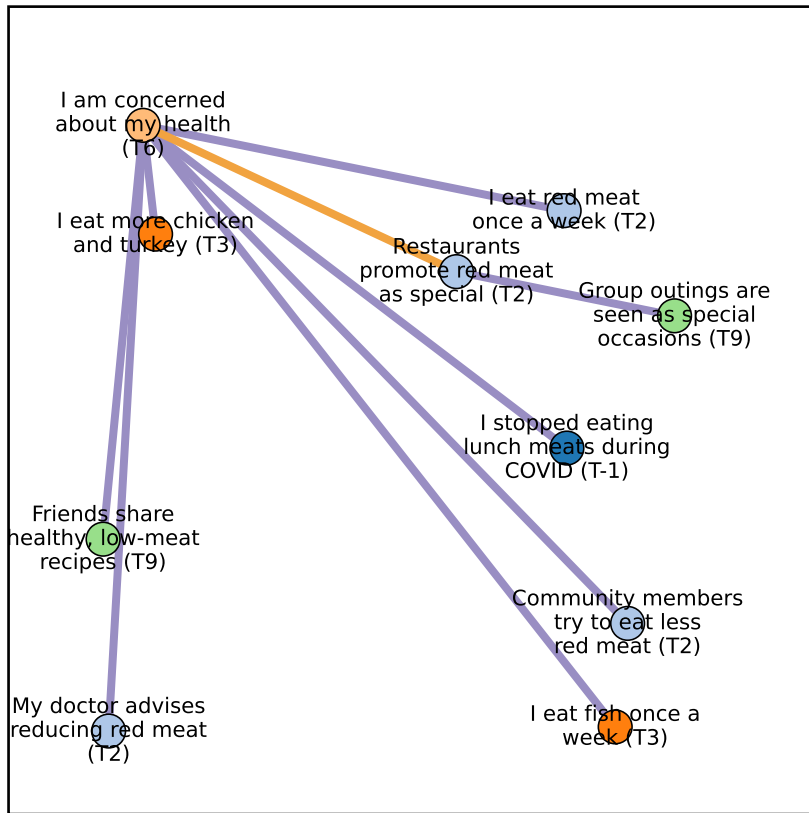 I am concerned
about my health
(T6)
I eat more chicken
and turkey (T3)
I eat red meat
once a week (T2)
Restaurants
promote red meat
as special (T2)
Group outings are
seen as special
occasions (T9)
I stopped eating
lunch meats during
COVID (T-1)
Friends share
healthy, low-meat
recipes (T9)
Community members
try to eat less
red meat (T2)
My doctor advises
reducing red meat
(T2)
I eat fish once a
week (T3)